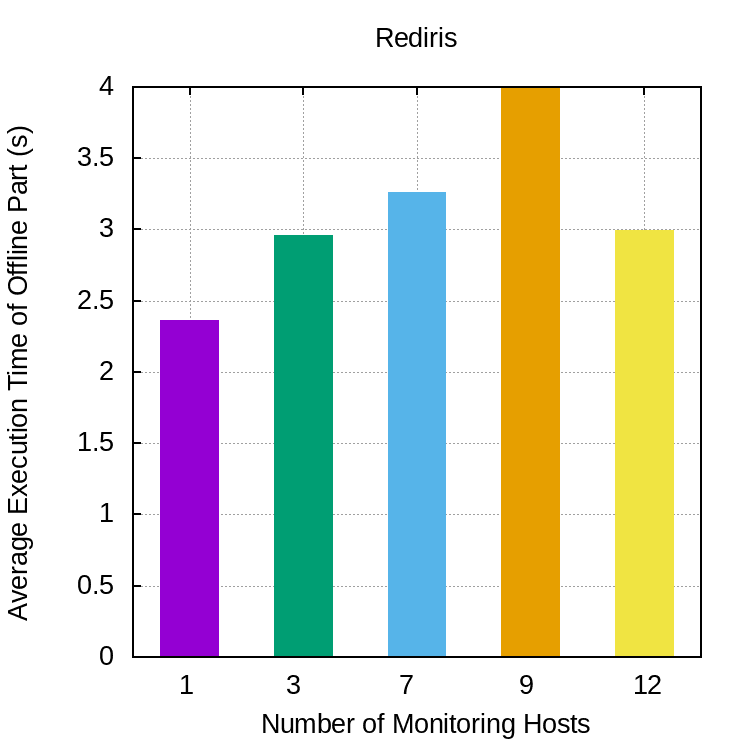 Rediris
Average Execution Time of Offline Part (s)
4
3.5
3
2.5
2
1.5
1
0.5
0
1 3 7 9 12
Number of Monitoring Hosts